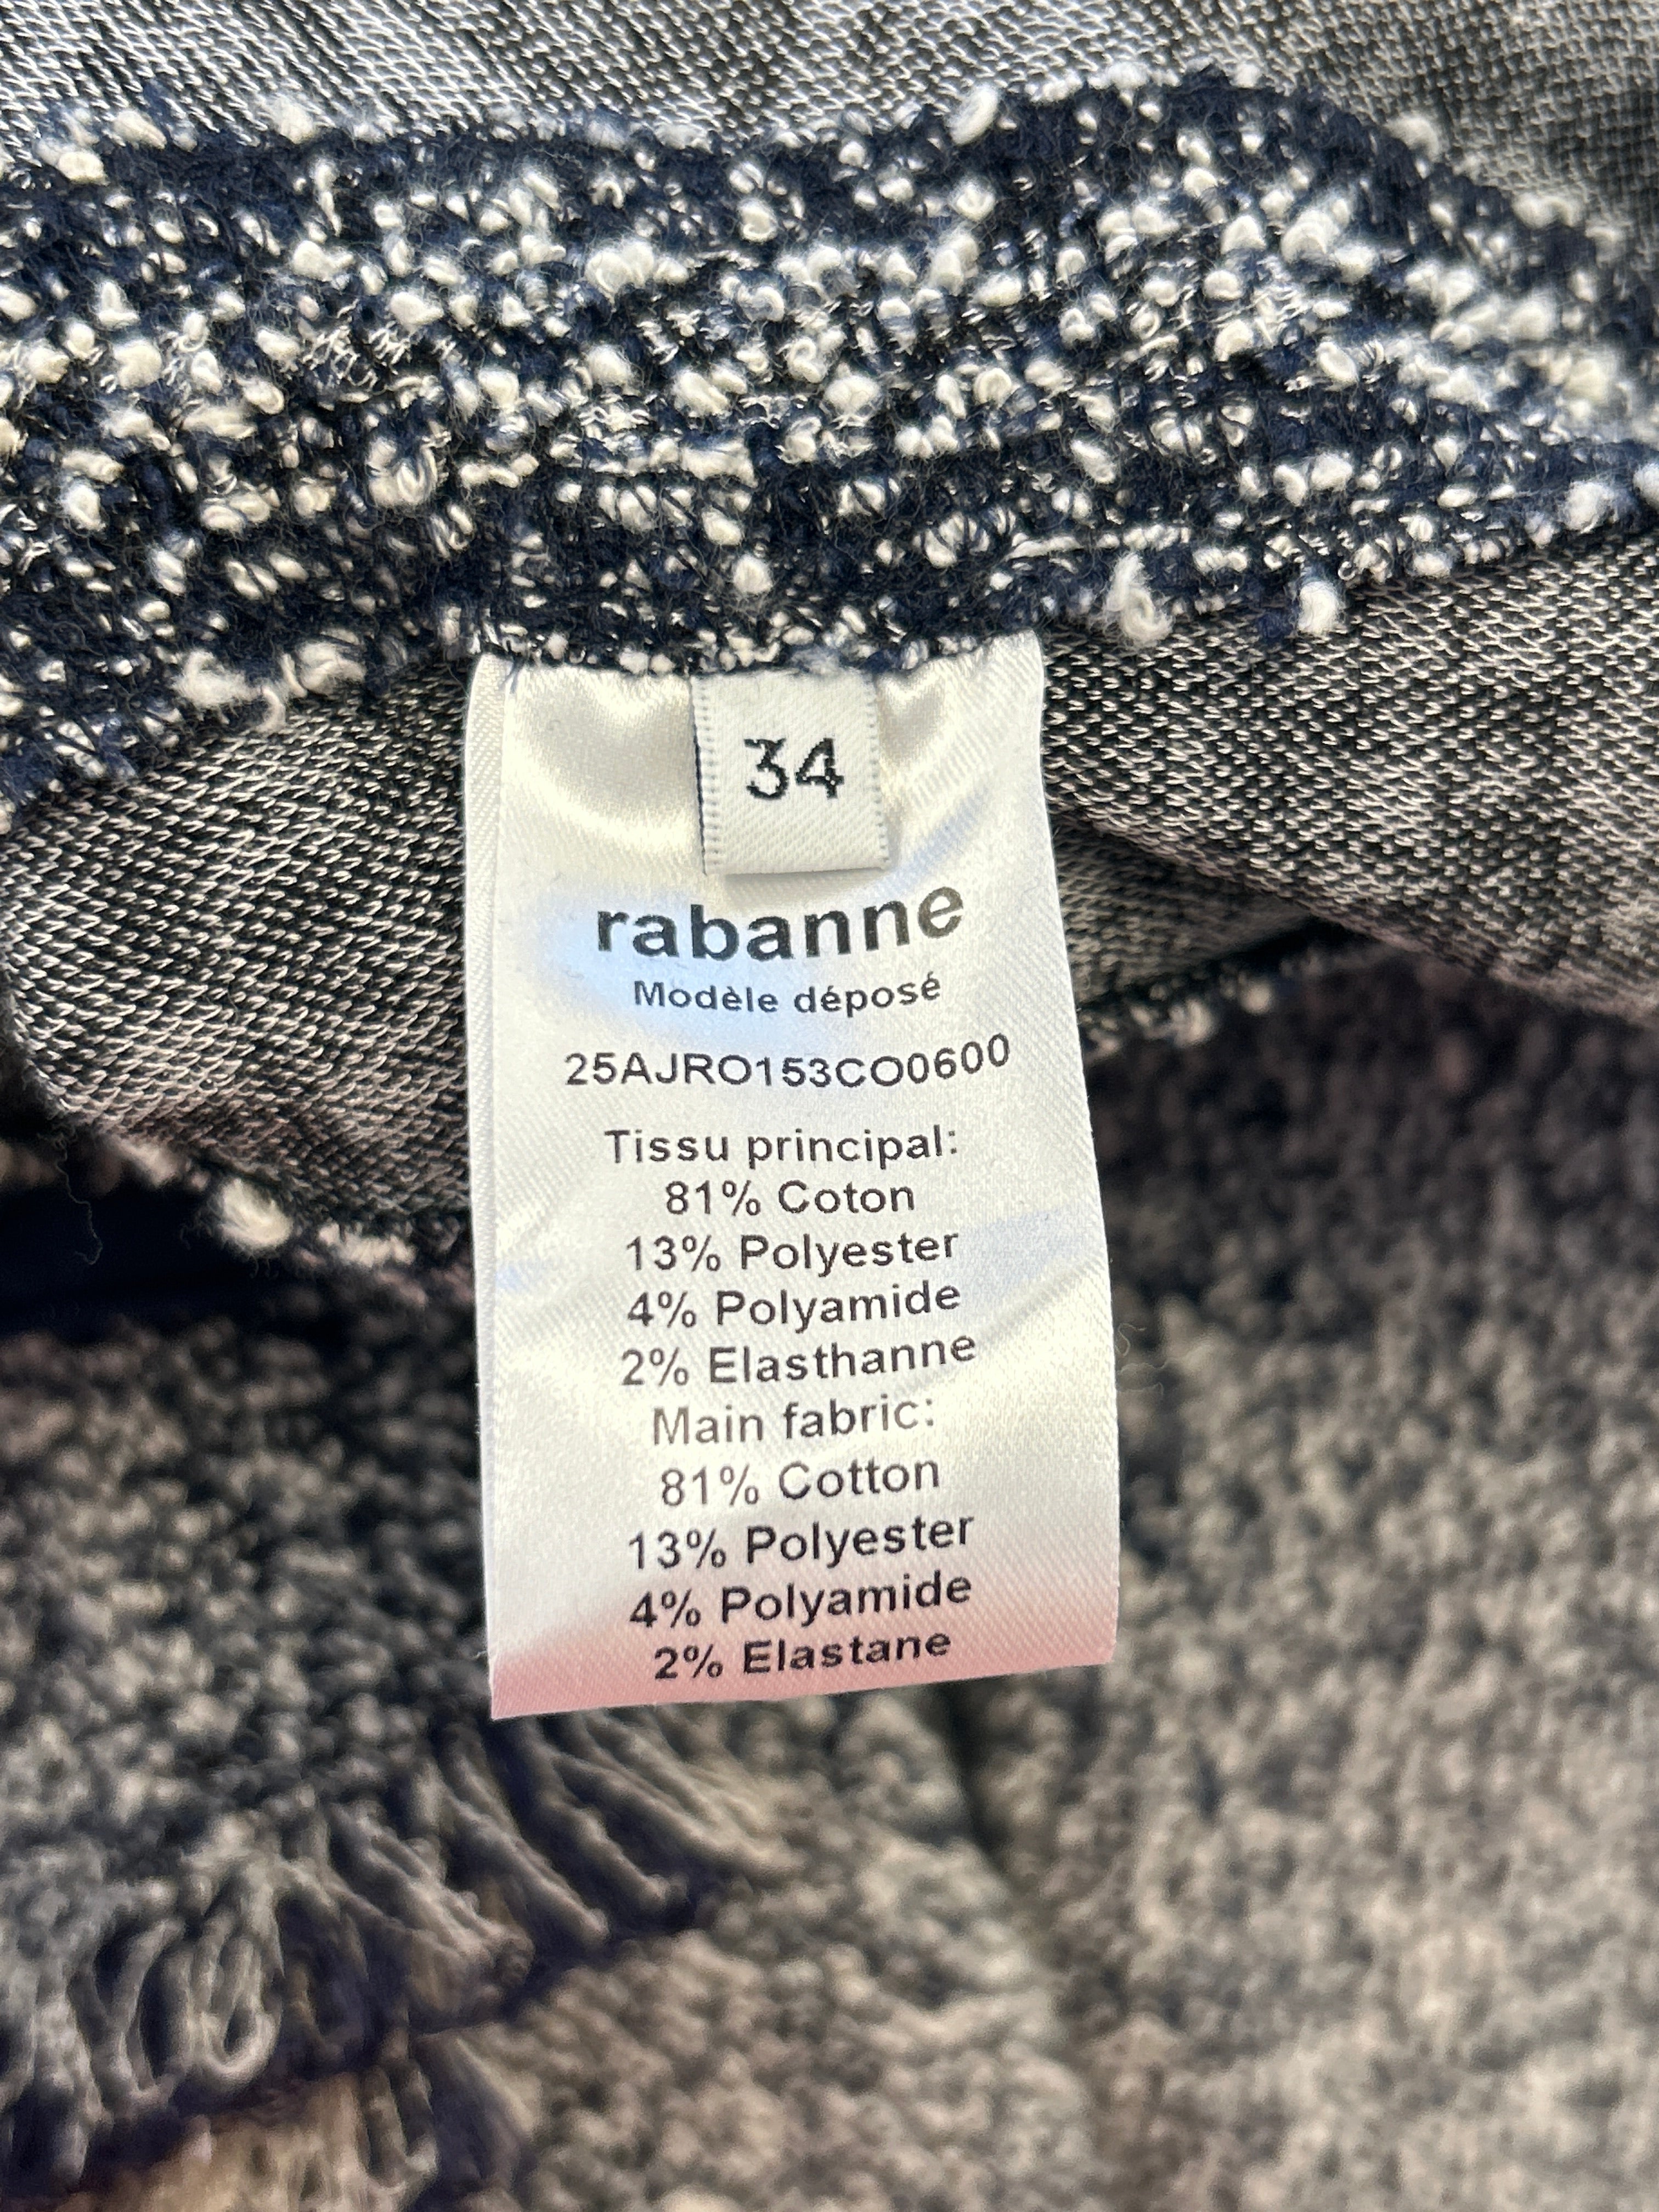 34
rabanne
Modèle déposé
25AJRO153CO0600
Tissu principal:
81% Coton
13% Polyester
4% Polyamide
2% Elasthanne
Main fabric:
81% Cotton
13% Polyester
4% Polyamide
2% Elastane